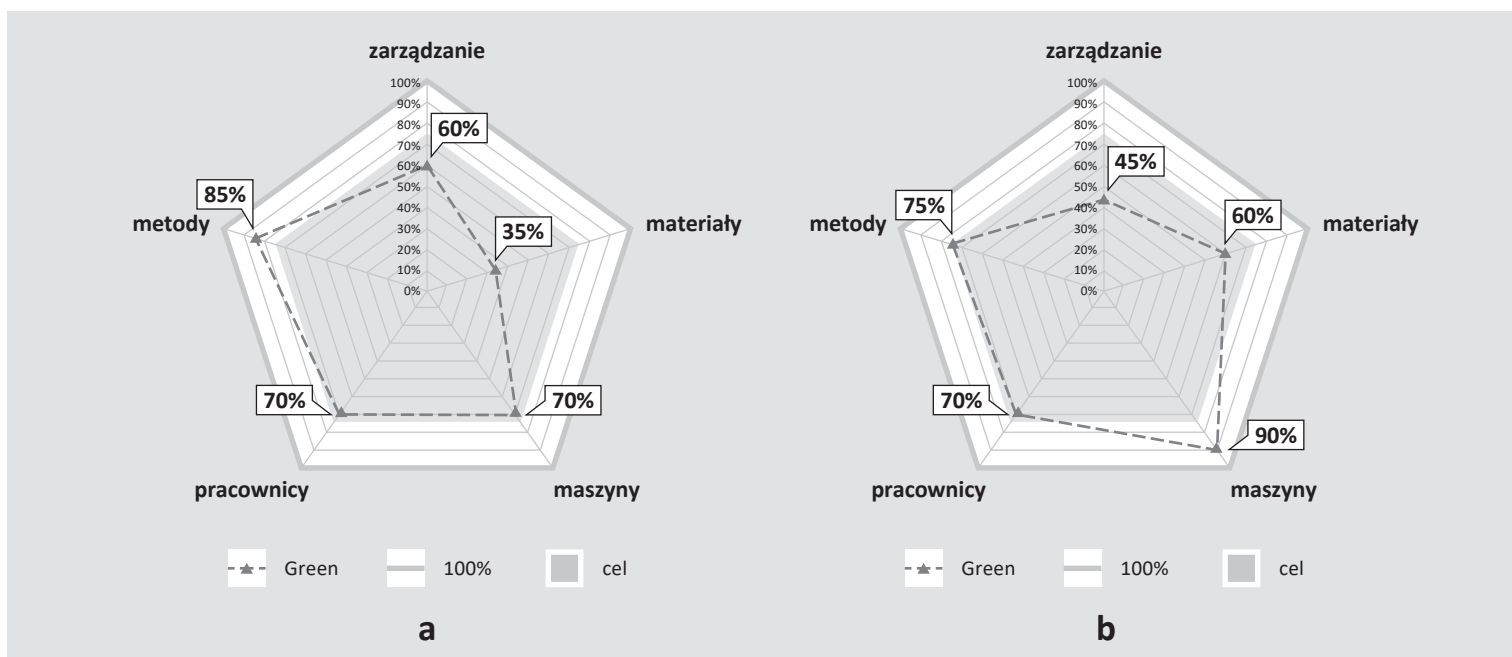 zarządzanie
100%
90%
80%
70%
60%
50%
40%
30%
20%
10%
0%
60%
85%
35%
metody
materiały
70%
70%
pracownicy
maszyny
Green
100%
cel
a
zarządzanie
100%
90%
80%
70%
60%
50%
40%
30%
20%
10%
0%
45%
75%
60%
metody
materiały
70%
90%
pracownicy
maszyny
Green
100%
cel
b